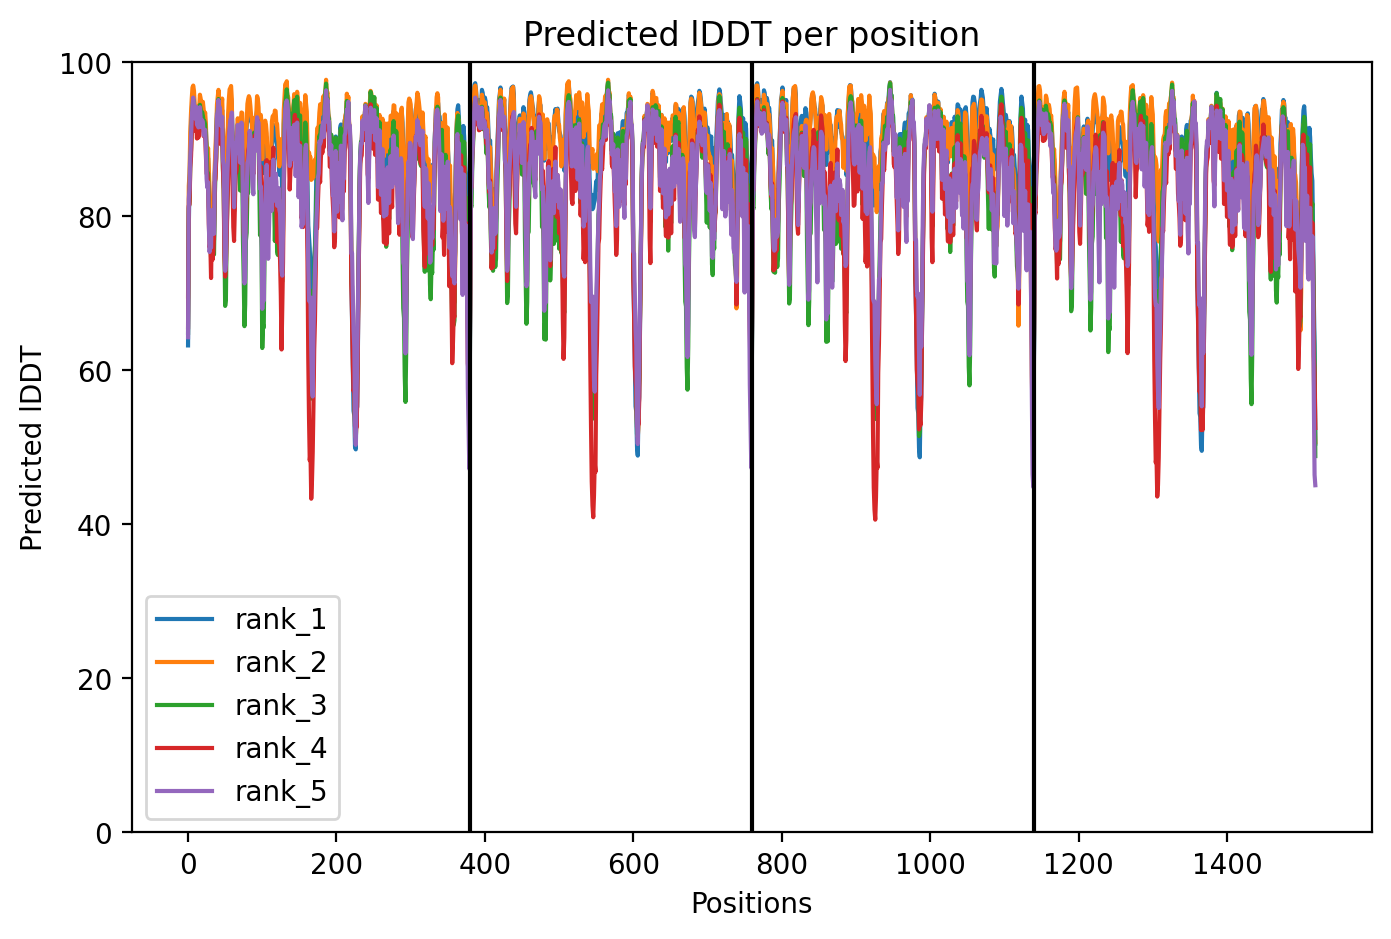 Predicted lDDT per position
100
80
60
40
20
0
Predicted lDDT
rank_1
rank_2
rank_3
rank_4
rank_5
0 200 400 600 800 1000 1200 1400
Positions